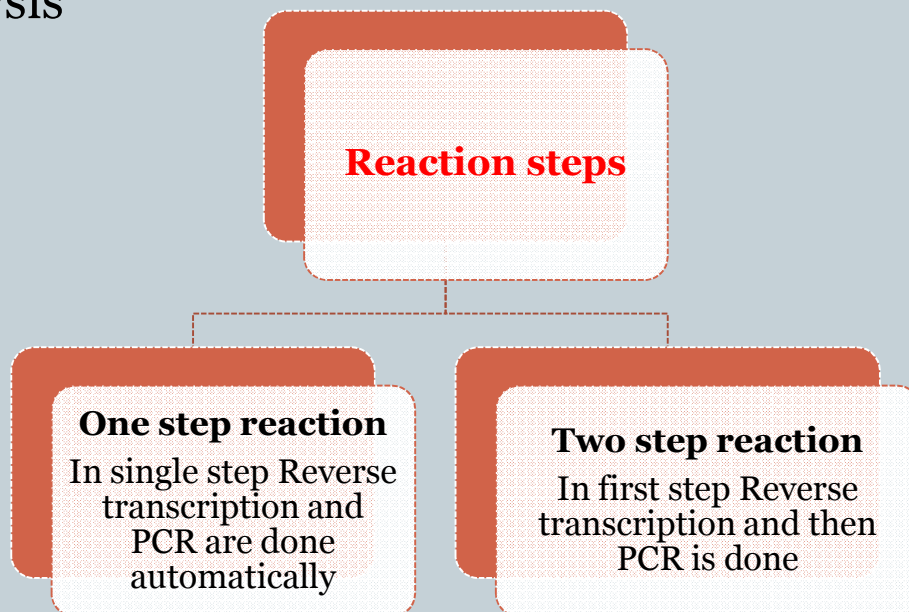 Reaction steps
One step reaction
In single step Reverse
transcription and
PCR are done
automatically
Two step reaction
In first step Reverse
transcription and then
PCR is done